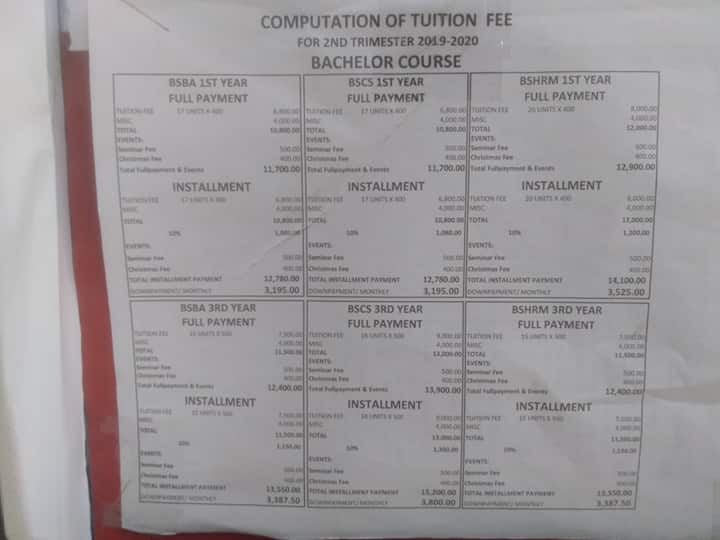 COMPUTATION OF TUITION FEE
FOR 2ND TRIMESTER 2019-2020
BACHELOR COURSE
BSBA 1ST YEAR
FULL PAYMENT
TUITION FEE 17 UNITS X 400 6,800.00
MISC 4,000.00
TOTAL 10,800.00
EVENTS:
Seminar Fee 500.00
Christmas Fee 400.00
Total Fullpayment & Events 11,700.00
INSTALLMENT
TUITION FEE 17 UNITS X 400 6,800.00
MISC 4,000.00
TOTAL 10,800.00
10% 1,080.00
EVENTS:
Seminar Fee 500.00
Christmas Fee 400.00
TOTAL INSTALLMENT PAYMENT 12,780.00
DOWNPAYMENT/ MONTHLY 3,195.00
BSCS 1ST YEAR
FULL PAYMENT
TUITION FEE 17 UNITS X 400 6,800.00
MISC 4,000.00
TOTAL 10,800.00
EVENTS:
Seminar Fee 500.00
Christmas Fee 400.00
Total Fullpayment & Events 11,700.00
INSTALLMENT
TUITION FEE 17 UNITS X 400 6,800.00
MISC 4,000.00
TOTAL 10,800.00
10% 1,080.00
EVENTS:
Seminar Fee 500.00
Christmas Fee 400.00
TOTAL INSTALLMENT PAYMENT 12,780.00
DOWNPAYMENT/ MONTHLY 3,195.00
BSHRM 1ST YEAR
FULL PAYMENT
TUITION FEE 20 UNITS X 400 8,000.00
MISC 4,000.00
TOTAL 12,000.00
EVENTS:
Seminar Fee 500.00
Christmas Fee 400.00
Total Fullpayment & Events 12,900.00
INSTALLMENT
TUITION FEE 20 UNITS X 400 8,000.00
MISC 4,000.00
TOTAL 12,000.00
10% 1,200.00
EVENTS:
Seminar Fee 500.00
Christmas Fee 400.00
TOTAL INSTALLMENT PAYMENT 14,100.00
DOWNPAYMENT/ MONTHLY 3,525.00
BSBA 3RD YEAR
FULL PAYMENT
TUITION FEE UNITS X 500 7,500.00
MISC 4,000.00
TOTAL 11,500.00
EVENTS:
Seminar Fee 500.00
Christmas Fee 400.00
Total Fullpayment & Events 12,400.00
INSTALLMENT
TUITION FEE 15 UNITS X 500 7,500.00
MISC 4,000.00
TOTAL 11,500.00
10% 1,150.00
EVENTS:
Seminar Fee 500.00
Christmas Fee 400.00
TOTAL INSTALLMENT PAYMENT 13,550.00
DOWNPAYMENT/ MONTHLY 3,387.50
BSCS 3RD YEAR
FULL PAYMENT
TUITION FEE 18 UNITS X 500 9,000.00
MISC 4,000.00
TOTAL 13,000.00
EVENTS:
Seminar Fee 500.00
Christmas Fee 400.00
Total Fullpayment & Events 13,900.00
INSTALLMENT
TUITION FEE 18 UNITS X 500 9,000.00
MISC 4,000.00
TOTAL 13,000.00
10% 1,300.00
EVENTS:
Seminar Fee 500.00
Christmas Fee 400.00
TOTAL INSTALLMENT PAYMENT 15,200.00
DOWNPAYMENT/ MONTHLY 3,800.00
BSHRM 3RD YEAR
FULL PAYMENT
TUITION FEE 15 UNITS X 500 7,500.00
MISC 4,000.00
TOTAL 11,500.00
EVENTS:
Seminar Fee 500.00
Christmas Fee 400.00
Total Fullpayment & Events 12,400.00
INSTALLMENT
TUITION FEE 15 UNITS X 500 7,500.00
MISC 4,000.00
TOTAL 11,500.00
10% 1,150.00
EVENTS:
Seminar Fee 500.00
Christmas Fee 400.00
TOTAL INSTALLMENT PAYMENT 13,550.00
DOWNPAYMENT/ MONTHLY 3,387.50